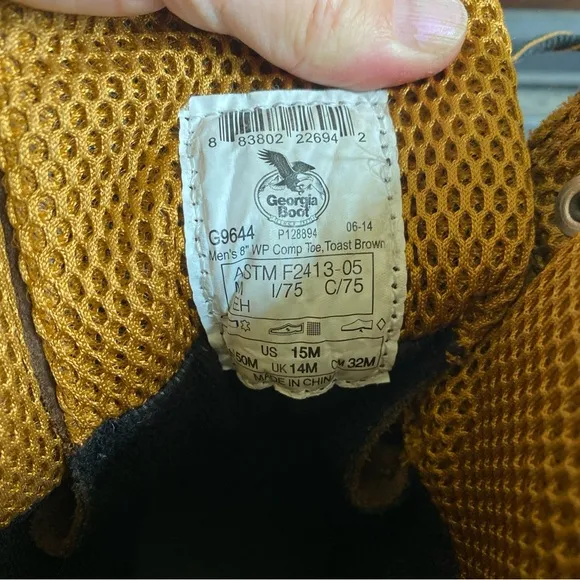 8 83802 22694 2
Georgia
Boot
G9644 P128894 06-14
Men's 8" WP Comp Toe,Toast Brown
ASTM F2413-05
M I/75 C/75
EH
US 15M
50M UK 14M 32M
MADE IN CHINA